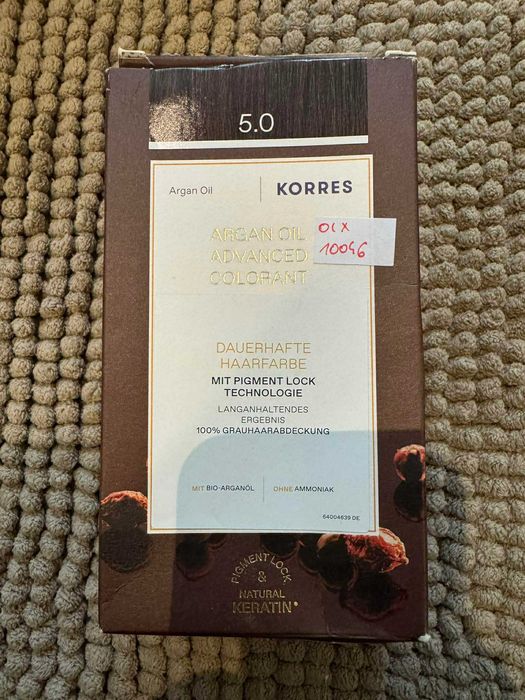 5.0
Argan Oil
KORRES
ARGAN OIL
ADVANCED
COLORANT
OLX
10046
DAUERHAFTE
HAARFARBE
MIT PIGMENT LOCK
TECHNOLOGIE
LANGANHALTENDES
ERGEBNIS
100% GRAUHAARABDECKUNG
MIT BIO-ARGANÖL
OHNE AMMONIAK
64004639 DE
PIGMENT LOCK
&
NATURAL
KERATIN*